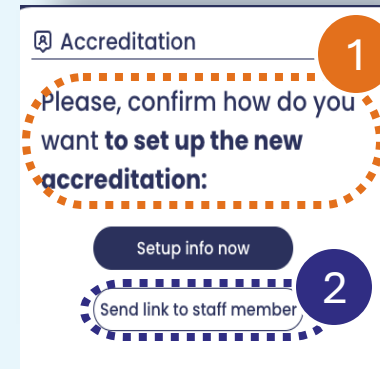 Accreditation
1
Please, confirm how do you
want to set up the new
accreditation:
Setup info now
Send link to staff member
2